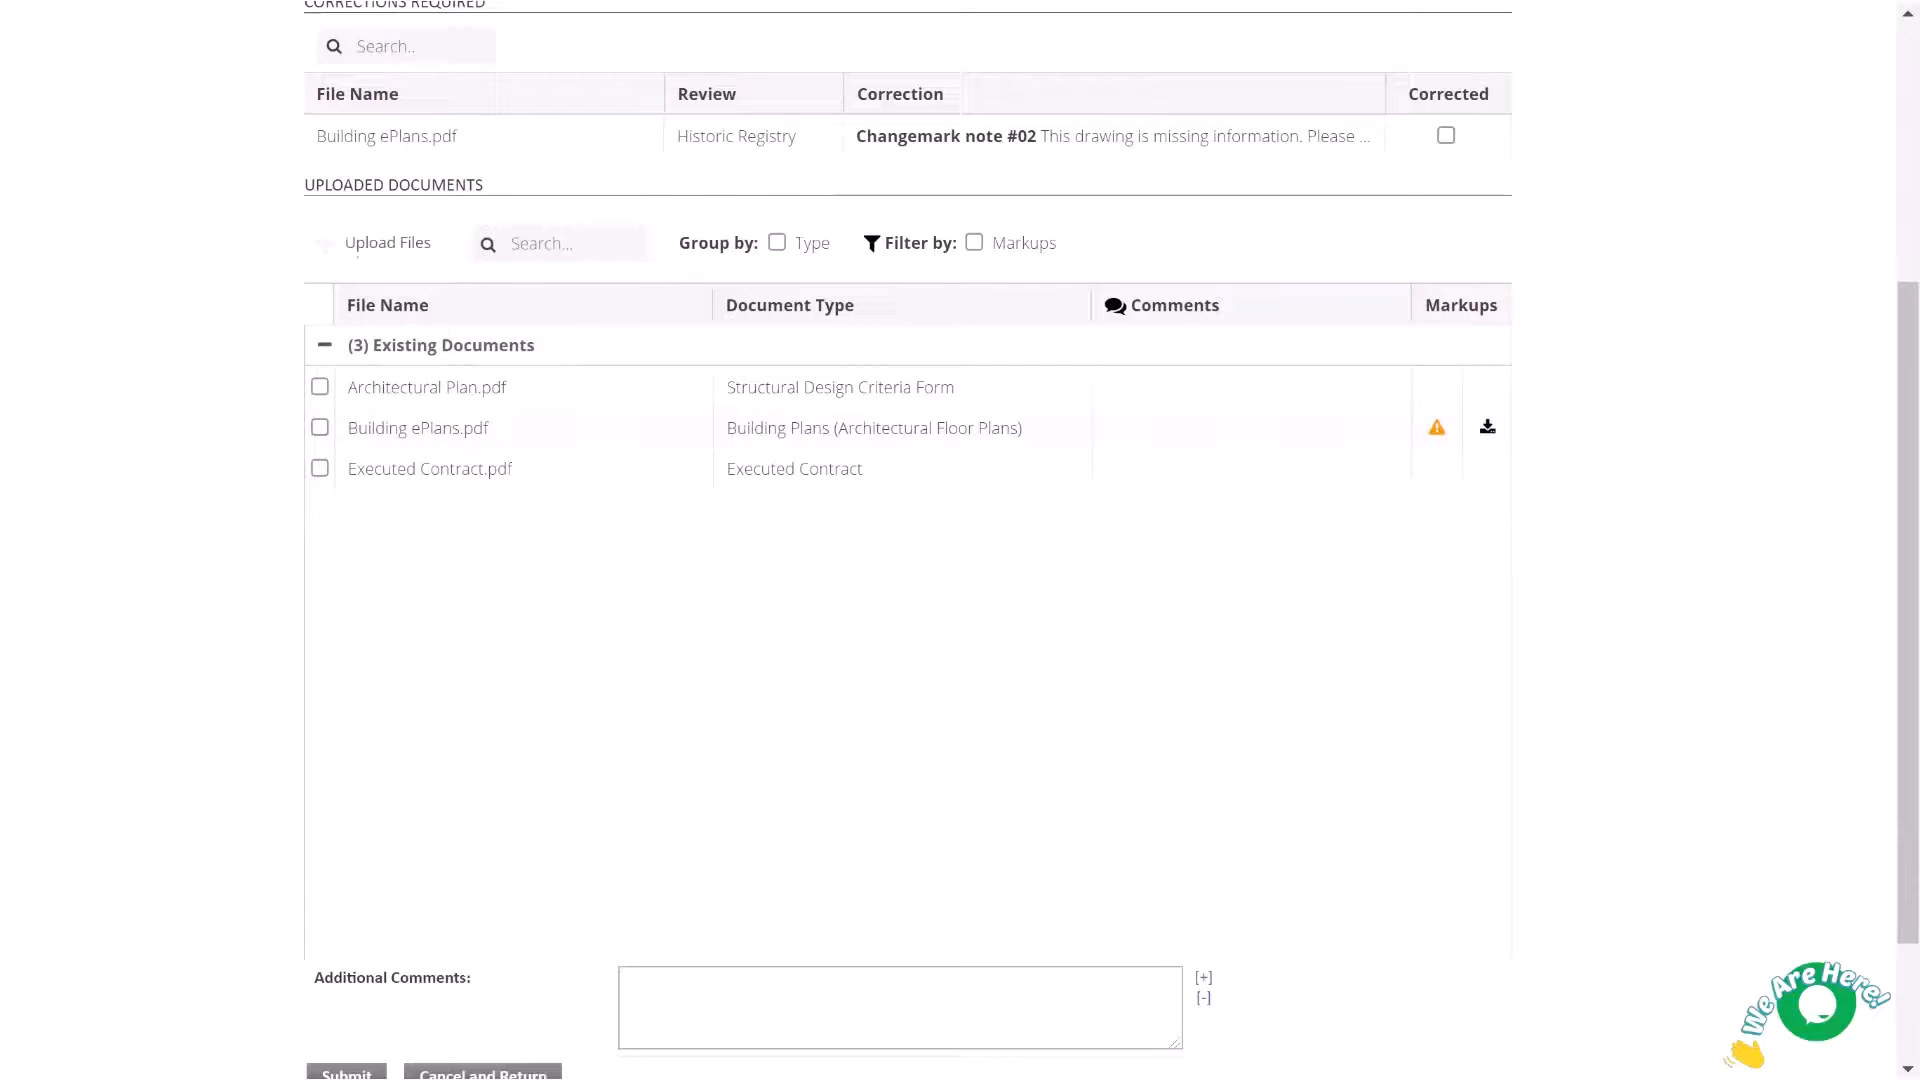 CORRECTIONS REQUIRED
Search..
File Name Review Correction Corrected
Building ePlans.pdf Historic Registry Changemark note #02 This drawing is missing information. Please ...
UPLOADED DOCUMENTS
Upload Files Search... Group by: Type Filter by: Markups
File Name Document Type Comments Markups
(3) Existing Documents
Architectural Plan.pdf Structural Design Criteria Form
Building ePlans.pdf Building Plans (Architectural Floor Plans)
Executed Contract.pdf Executed Contract
Additional Comments: [+]
[-]
We Are Here!
Submit Cancel and Return